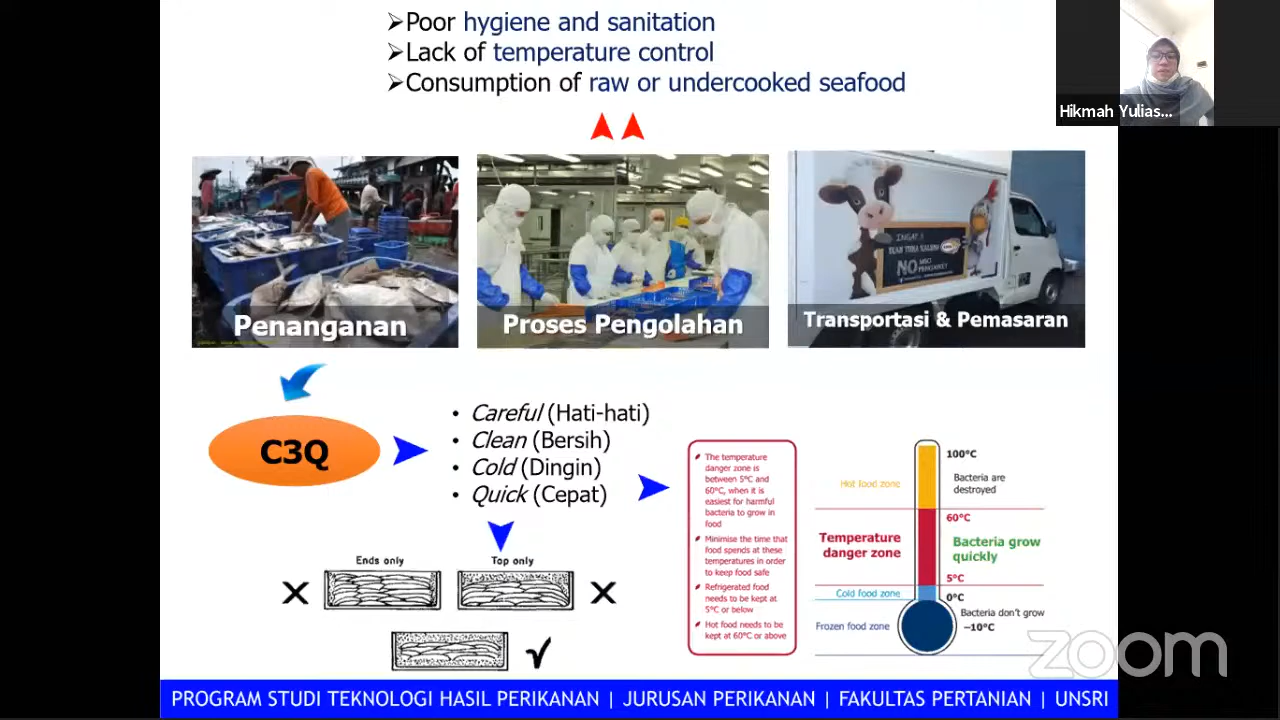 ➢Poor hygiene and sanitation
➢Lack of temperature control
➢Consumption of raw or undercooked seafood
Hikmah Yulias...
INGAT !!
NO
MSG
PENGAWET
Penanganan
Proses Pengolahan
Transportasi & Pemasaran
C3Q
• Careful (Hati-hati)
• Clean (Bersih)
• Cold (Dingin)
• Quick (Cepat)
The temperature
danger zone is
between 5°C and
60°C, when it is
easiest for harmful
bacteria to grow in
food
Minimise the time that
food spends at these
temperatures in order
to keep food safe
Refrigerated food
needs to be kept at
5°C or below
Hot food needs to be
kept at 60°C or above
100°C
Hot food zone
Bacteria are
destroyed
60°C
Temperature
danger zone
Bacteria grow
quickly
5°C
Cold food zone
0°C
Bacteria don't grow
Frozen food zone
–10°C
Ends only
Top only
zoom
PROGRAM STUDI TEKNOLOGI HASIL PERIKANAN | JURUSAN PERIKANAN | FAKULTAS PERTANIAN | UNSRI